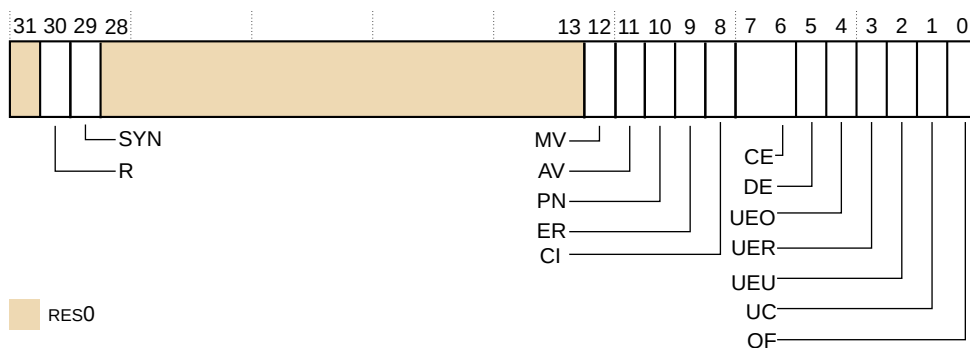 31 30 29 28 13 12 11 10 9 8 7 6 5 4 3 2 1 0
SYN
R
MV
AV
PN
ER
CI
CE
DE
UEO
UER
UEU
UC
OF
RES0